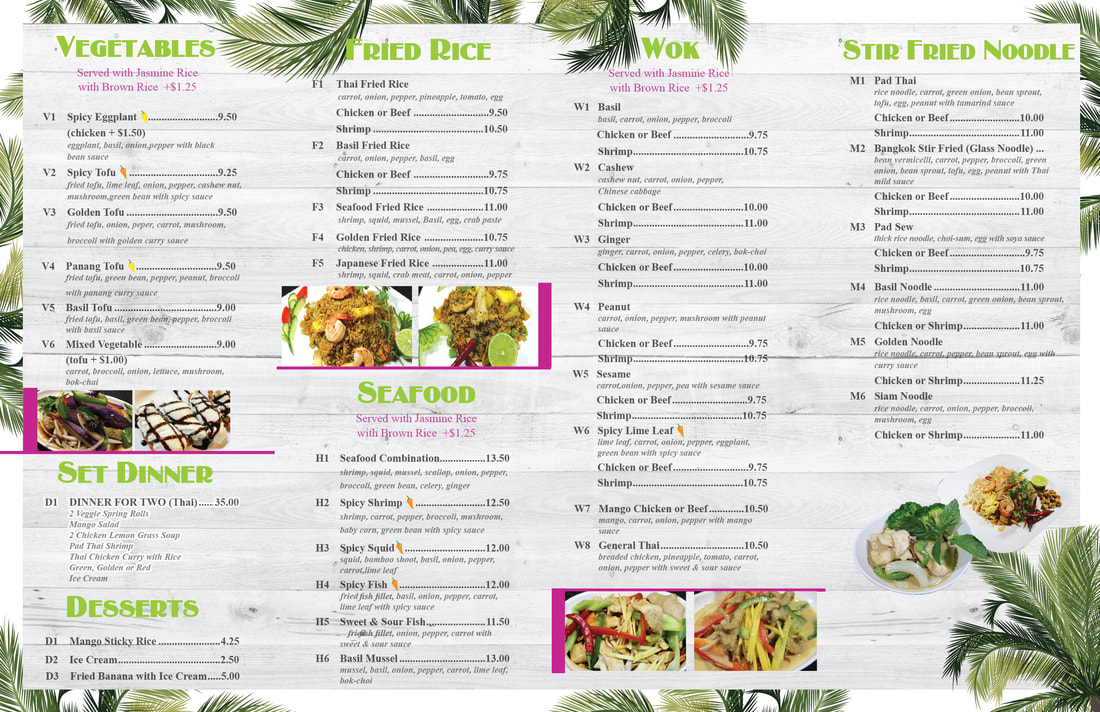 VEGETABLES
Served with Jasmine Rice
with Brown Rice +$1.25
V1 Spicy Eggplant ..........................9.50
(chicken + $1.50)
eggplant, basil, onion,pepper with black
bean sauce
V2 Spicy Tofu ..........................9.25
fried tofu, lime leaf, onion, pepper, cashew nut,
mushroom,green bean with spicy sauce
V3 Golden Tofu ..........................9.50
fried tofu, onion, peper, carrot, mushroom,
broccoli with golden curry sauce
V4 Panang Tofu ..........................9.50
fried tofu, green bean, pepper, peanut, broccoli
with panang curry sauce
V5 Basil Tofu ..........................9.00
fried tofu, basil, green bean, pepper, broccoli
with basil sauce
V6 Mixed Vegetable ..........................9.00
(tofu + $1.00)
carrot, broccoli, onion, lettuce, mushroom,
bok-choi
SET DINNER
D1 DINNER FOR TWO (Thai)..... 35.00
2 Veggie Spring Rolls
Mango Salad
2 Chicken Lemon Grass Soup
Pad Thai Shrimp
Thai Chicken Curry with Rice
Green, Golden or Red
Ice Cream
DESSERTS
D1 Mango Sticky Rice ..................4.25
D2 Ice Cream..............................2.50
D3 Fried Banana with Ice Cream.....5.00
FRIED RICE
F1 Thai Fried Rice
carrot, onion, pepper, pineapple, tomato, egg
Chicken or Beef ......................9.50
Shrimp ..................................10.50
F2 Basil Fried Rice
carrot, onion, pepper, basil, egg
Chicken or Beef ......................9.75
Shrimp ..................................10.75
F3 Seafood Fried Rice ................11.00
shrimp, squid, mussel, Basil, egg, crab paste
F4 Golden Fried Rice ................10.75
chicken, shrimp, carrot, onion, pea, egg, curry sauce
F5 Japanese Fried Rice ................11.00
shrimp, squid, crab meat, carrot, onion, pepper
SEAFOOD
Served with Jasmine Rice
with Brown Rice +$1.25
H1 Seafood Combination..............13.50
shrimp, squid, mussel, scallop, onion, pepper,
broccoli, green bean, celery, ginger
H2 Spicy Shrimp ......................12.50
shrimp, carrot, pepper, broccoli, mushroom,
baby corn, green bean with spicy sauce
H3 Spicy Squid ........................12.00
squid, bamboo shoot, basil, onion, pepper,
carrot,lime leaf
H4 Spicy Fish ..........................12.00
fried fish fillet, basil, onion, pepper, carrot,
lime leaf with spicy sauce
H5 Sweet & Sour Fish..................11.50
fried fish fillet, onion, pepper, carrot with
sweet & sour sauce
H6 Basil Mussel ..........................13.00
mussel, basil, onion, pepper, carrot, lime leaf,
bok-choi
WOK
Served with Jasmine Rice
with Brown Rice +$1.25
W1 Basil
basil, carrot, onion, pepper, broccoli
Chicken or Beef ......................9.75
Shrimp..................................10.75
W2 Cashew
cashew nut, carrot, onion, pepper,
Chinese cabbage
Chicken or Beef......................10.00
Shrimp..................................11.00
W3 Ginger
ginger, carrot, onion, pepper, celery, bok-choi
Chicken or Beef......................10.00
Shrimp..................................11.00
W4 Peanut
carrot, onion, pepper, mushroom with peanut
sauce
Chicken or Beef......................9.75
Shrimp..................................10.75
W5 Sesame
carrot,onion, pepper, pea with sesame sauce
Chicken or Beef......................9.75
Shrimp..................................10.75
W6 Spicy Lime Leaf
lime leaf, carrot, onion, pepper, eggplant,
green bean with spicy sauce
Chicken or Beef ......................9.75
Shrimp..................................10.75
W7 Mango Chicken or Beef...........10.50
mango, carrot, onion, pepper with mango
sauce
W8 General Thai........................10.50
breaded chicken, pineapple, tomato, carrot,
onion, pepper with sweet & sour sauce
STIR FRIED NOODLE
M1 Pad Thai
rice noodle, carrot, green onion, bean sprout,
tofu, egg, peanut with tamarind sauce
Chicken or Beef......................10.00
Shrimp..................................11.00
M2 Bangkok Stir Fried (Glass Noodle) ...
bean vermicelli, carrot, pepper, broccoli, green
onion, bean sprout, tofu, egg, peanut with Thai
mild sauce
Chicken or Beef......................10.00
Shrimp..................................11.00
M3 Pad Sew
thick rice noodle, choi-sum, egg with soya sauce
Chicken or Beef......................9.75
Shrimp..................................10.75
M4 Basil Noodle ........................11.00
rice noodle, basil, carrot, green onion, bean sprout,
mushroom, egg
Chicken or Shrimp....................11.00
M5 Golden Noodle
rice noodle, carrot, pepper, bean sprout, egg with
curry sauce
Chicken or Shrimp....................11.25
M6 Siam Noodle
rice noodle, carrot, onion, pepper, broccoli,
mushroom, egg
Chicken or Shrimp....................11.00